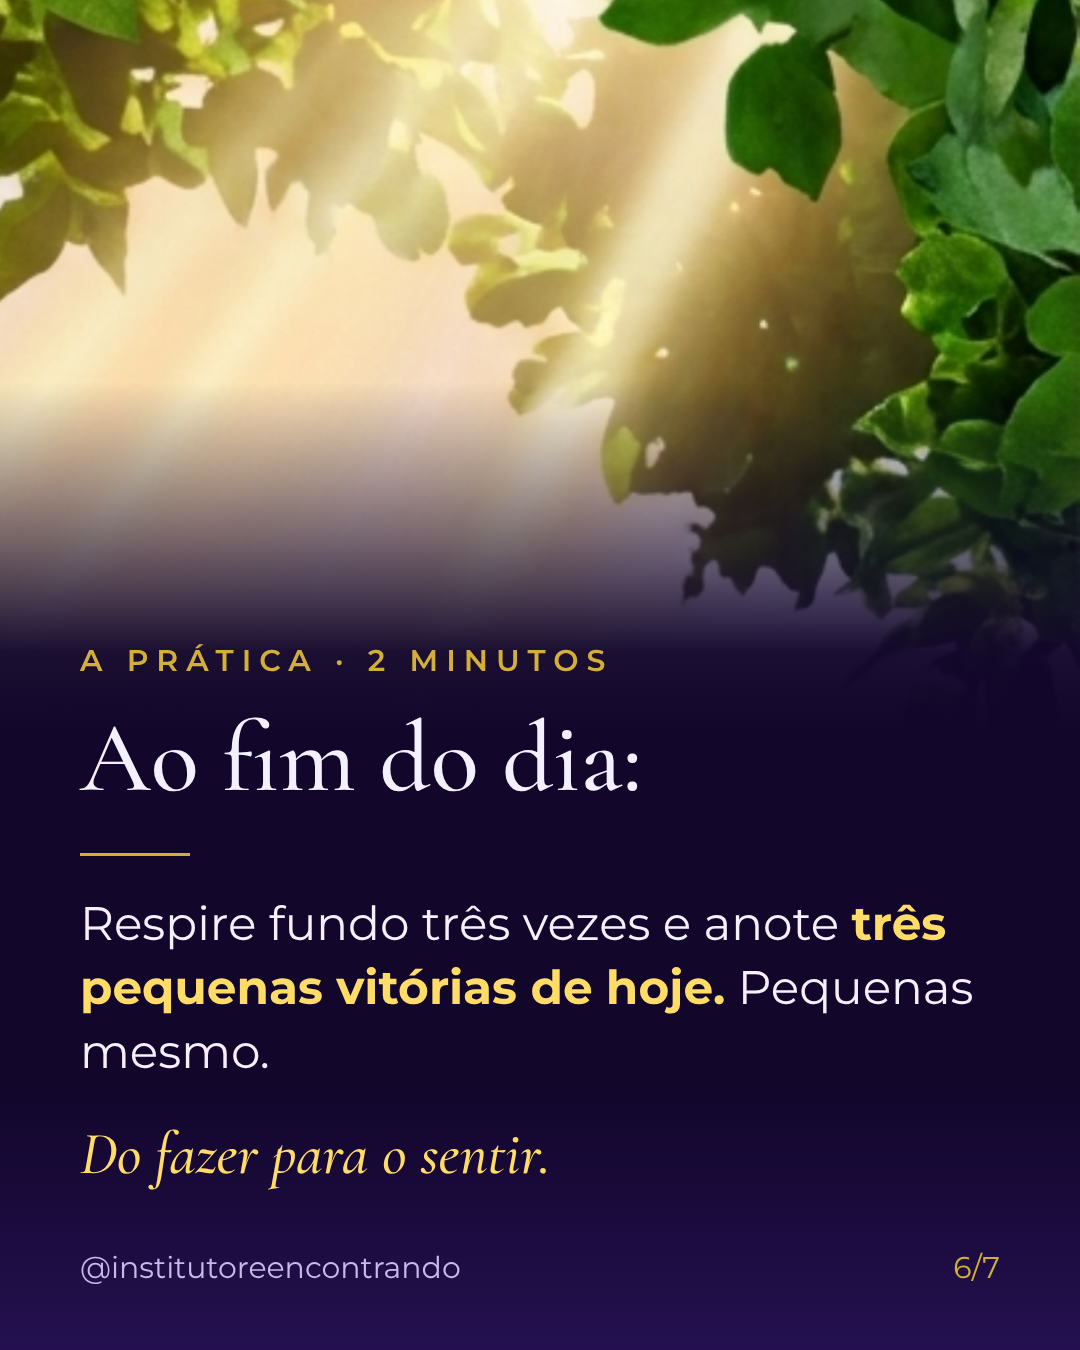 A PRÁTICA · 2 MINUTOS
Ao fim do dia:
Respire fundo três vezes e anote três
pequenas vitórias de hoje. Pequenas
mesmo.
Do fazer para o sentir.
@institutoreencontrando
6/7